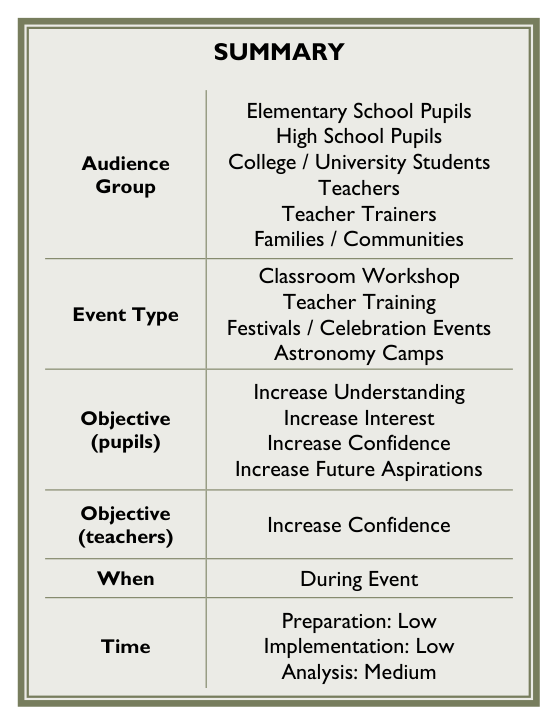 SUMMARY
Audience
Group
Elementary School Pupils
High School Pupils
College / University Students
Teachers
Teacher Trainers
Families / Communities
Event Type
Classroom Workshop
Teacher Training
Festivals / Celebration Events
Astronomy Camps
Objective
(pupils)
Increase Understanding
Increase Interest
Increase Confidence
Increase Future Aspirations
Objective
(teachers)
Increase Confidence
When
During Event
Time
Preparation: Low
Implementation: Low
Analysis: Medium